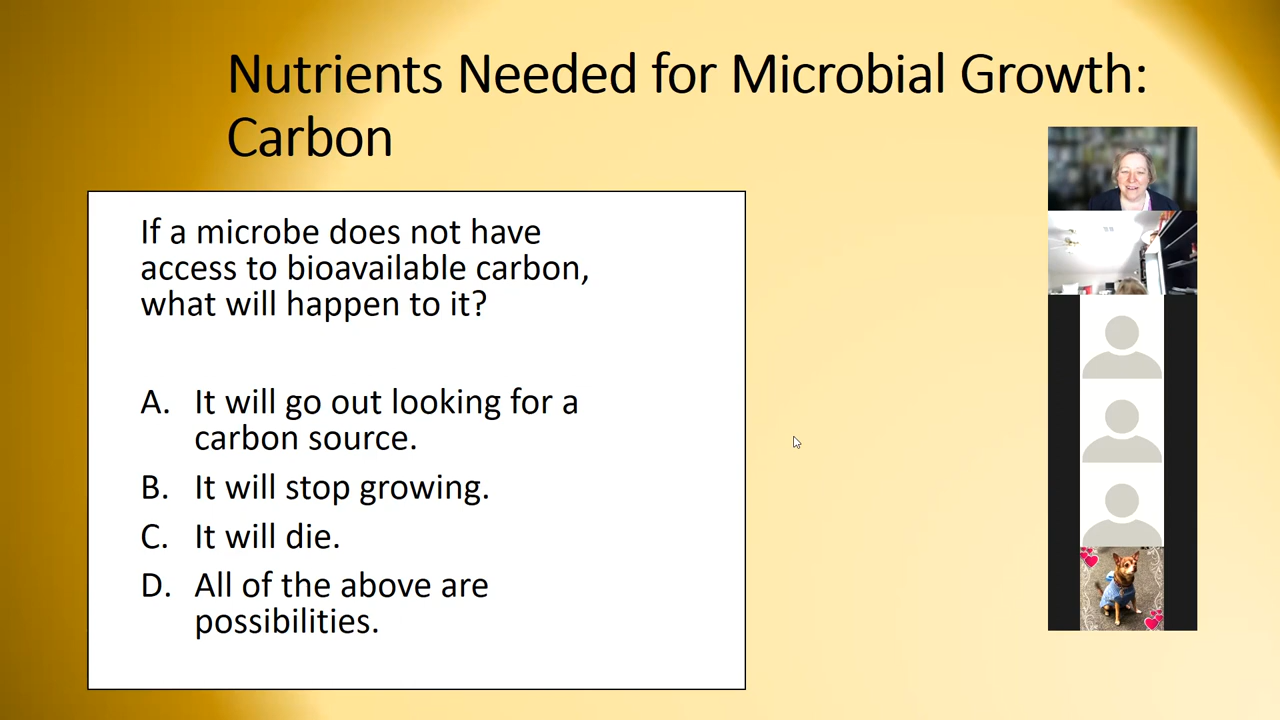 Nutrients Needed for Microbial Growth:
Carbon
If a microbe does not have
access to bioavailable carbon,
what will happen to it?
A. It will go out looking for a
carbon source.
B. It will stop growing.
C. It will die.
D. All of the above are
possibilities.